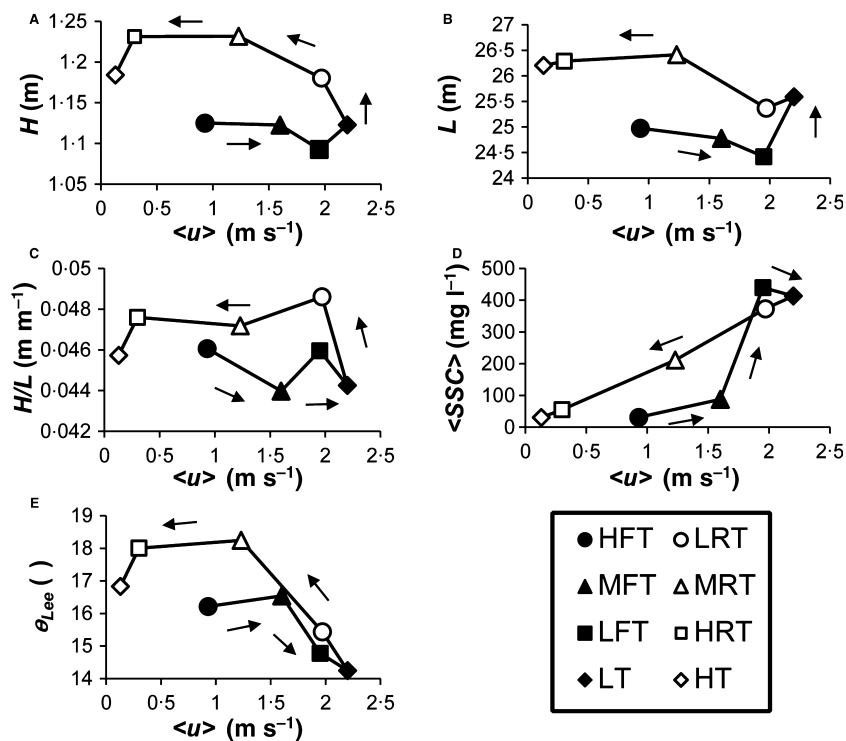 A
1·25
1·2
1·15
1·1
1·05
H (m)
0 0·5 1 1·5 2 2·5
<u> (m s⁻¹)
B
27
26·5
26
25·5
25
24·5
24
L (m)
0 0·5 1 1·5 2 2·5
<u> (m s⁻¹)
C
0·05
0·048
0·046
0·044
0·042
H/L (m m⁻¹)
0 0·5 1 1·5 2 2·5
<u> (m s⁻¹)
D
500
400
300
200
100
0
<SSC> (mg l⁻¹)
0 0·5 1 1·5 2 2·5
<u> (m s⁻¹)
E
19
18
17
16
15
14
θLee ( )
0 0·5 1 1·5 2 2·5
<u> (m s⁻¹)
HFT LRT
MFT MRT
LFT HRT
LT HT